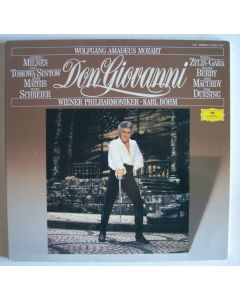 WOLFGANG AMADEUS MOZART
MILNES
TOMOWA-SINTOW
MATHIS
SCHREIER
Don Giovanni
ZYLIS-GARA
BERRY
MACURDY
DUESING
WIENER PHILHARMONIKER · KARL BÖHM